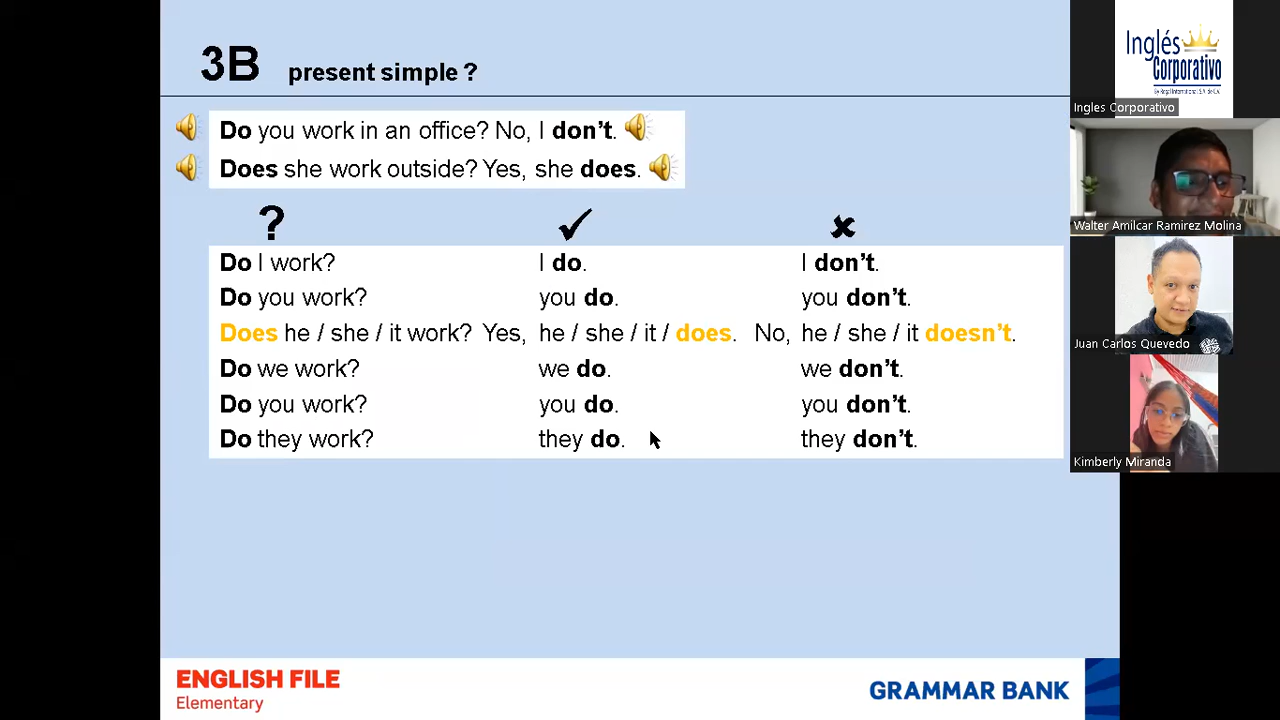 3B present simple ?
Do you work in an office? No, I don't.
Does she work outside? Yes, she does.
? ✓ ✗
Do I work? I do. I don't.
Do you work? you do. you don't.
Does he / she / it work? Yes, he / she / it / does. No, he / she / it doesn't.
Do we work? we do. we don't.
Do you work? you do. you don't.
Do they work? they do. they don't.
ENGLISH FILE
Elementary
GRAMMAR BANK
Inglés
Corporativo
Ingles Corporativo
Walter Amilcar Ramirez Molina
Juan Carlos Quevedo
Kimberly Miranda